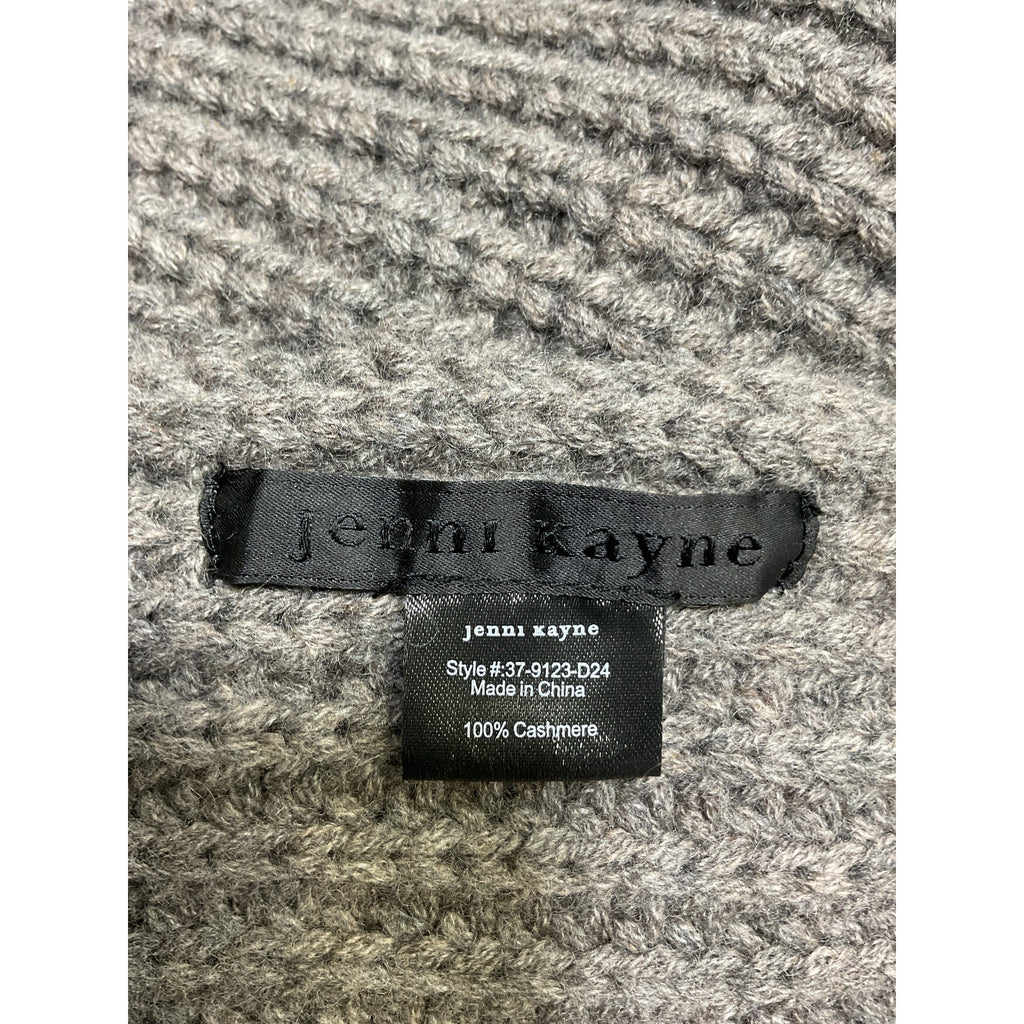 jenni kayne
jenni kayne
Style #:37-9123-D24
Made in China
100% Cashmere